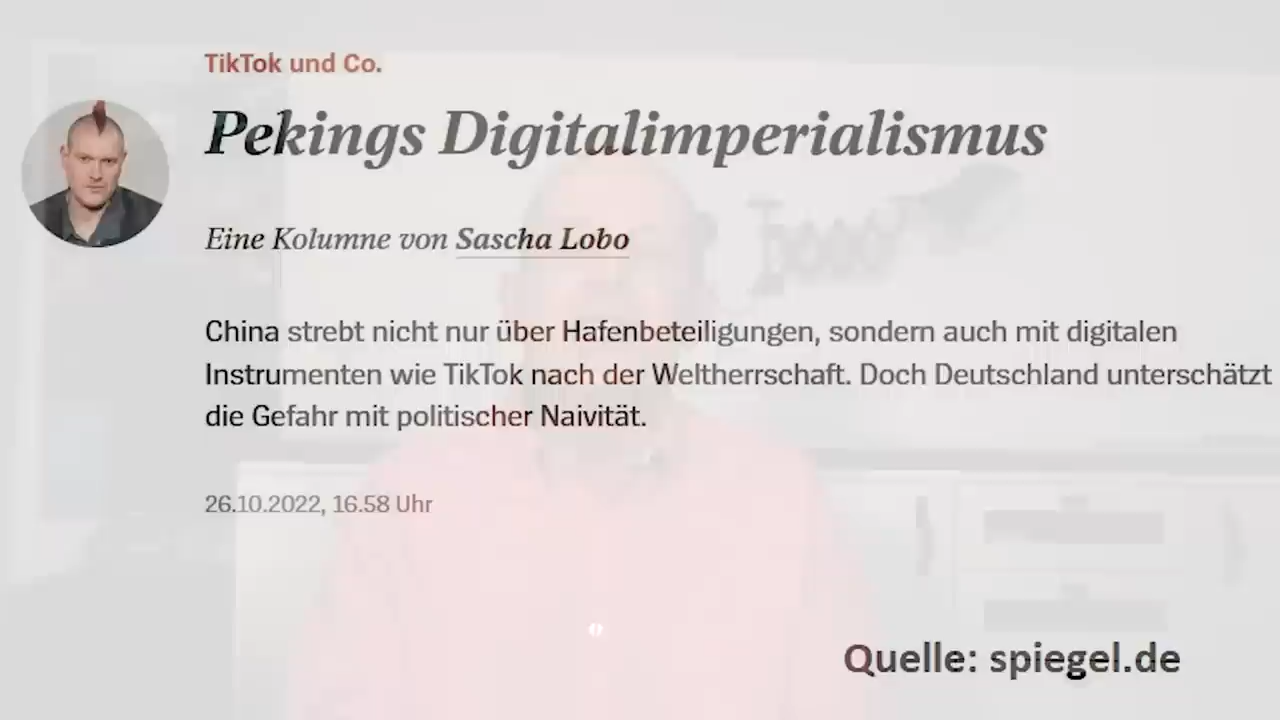 TikTok und Co.
Pekings Digitalimperialismus
Eine Kolumne von Sascha Lobo
China strebt nicht nur über Hafenbeteiligungen, sondern auch mit digitalen
Instrumenten wie TikTok nach der Weltherrschaft. Doch Deutschland unterschätzt
die Gefahr mit politischer Naivität.
26.10.2022, 16.58 Uhr
Quelle: spiegel.de